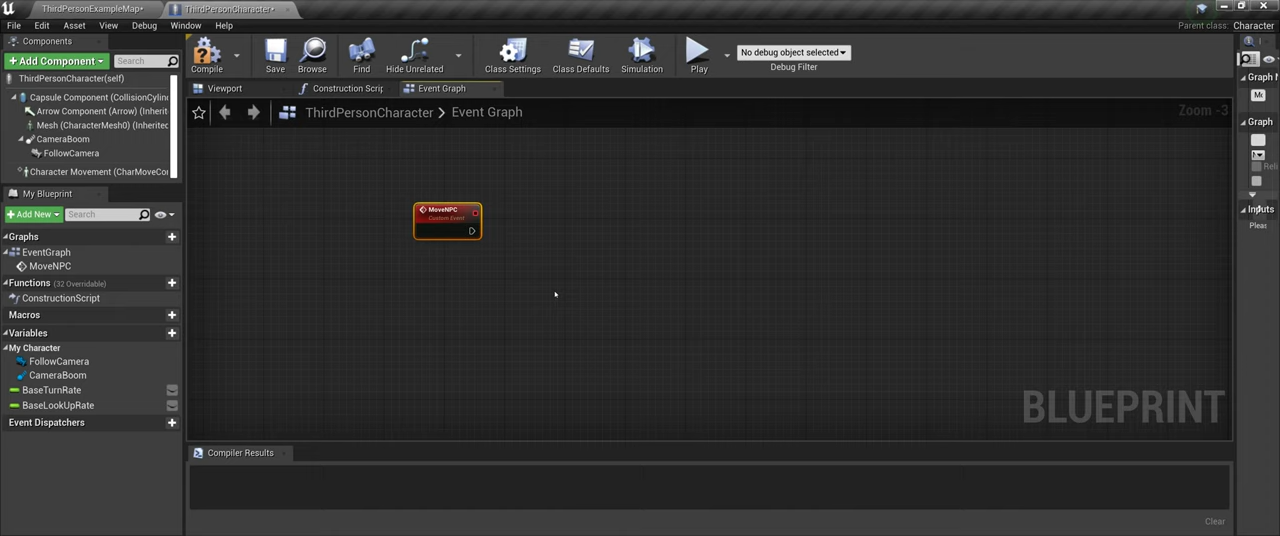 ThirdPersonExampleMap•
ThirdPersonCharacter•
File Edit Asset View Debug Window Help
Parent class: Character
Components
+ Add Component
Search
ThirdPersonCharacter(self)
Capsule Component (CollisionCylin
Arrow Component (Arrow) (Inherit
Mesh (CharacterMesh0) (Inherited
CameraBoom
FollowCamera
Character Movement (CharMoveCo
Compile
Save
Browse
Find
Hide Unrelated
Class Settings
Class Defaults
Simulation
Play
No debug object selected
Debug Filter
Viewport
Construction Scrip
Event Graph
ThirdPersonCharacter > Event Graph
Zoom -3
MoveNPC
Custom Event
BLUEPRINT
My Blueprint
+ Add New
Search
Graphs
EventGraph
MoveNPC
Functions (32 Overridable)
ConstructionScript
Macros
Variables
My Character
FollowCamera
CameraBoom
BaseTurnRate
BaseLookUpRate
Event Dispatchers
Compiler Results
Clear
Graph
Graph
Inputs
Pleas